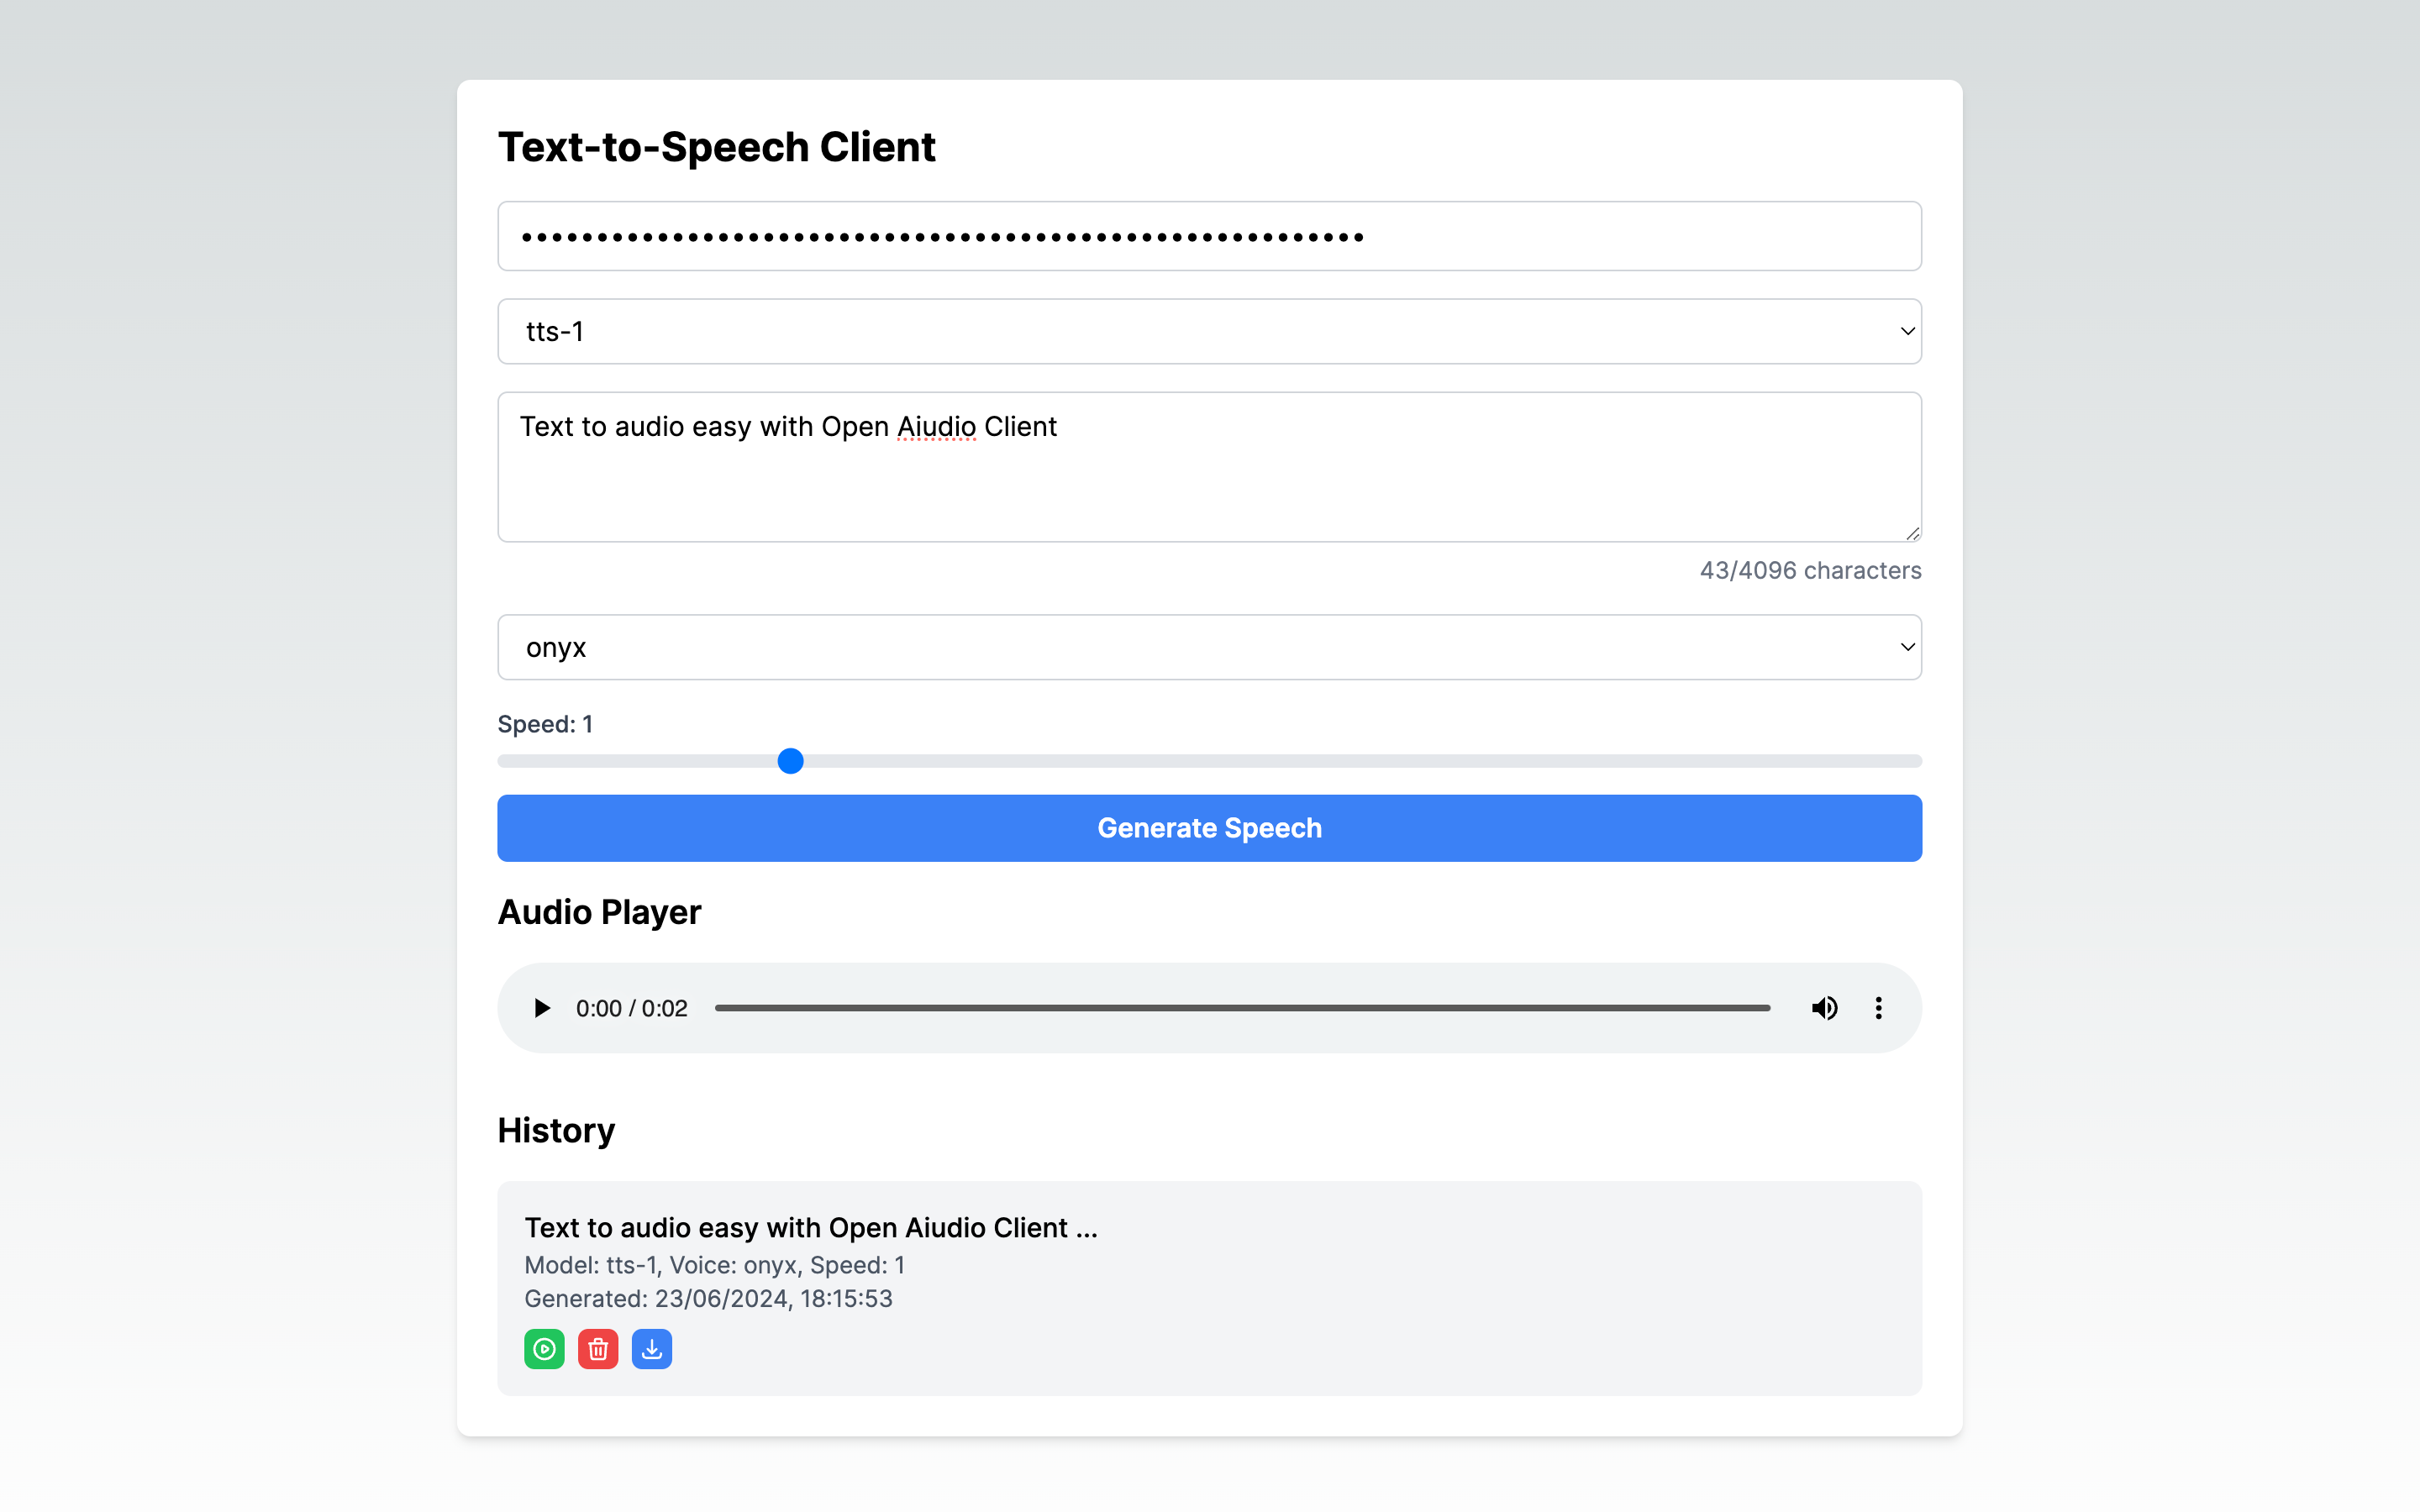 Text-to-Speech Client
••••••••••••••••••••••••••••••••••••••••••••••••••••••••
tts-1
Text to audio easy with Open Aiudio Client
43/4096 characters
onyx
Speed: 1
Generate Speech
Audio Player
0:00 / 0:02
History
Text to audio easy with Open Aiudio Client ...
Model: tts-1, Voice: onyx, Speed: 1
Generated: 23/06/2024, 18:15:53